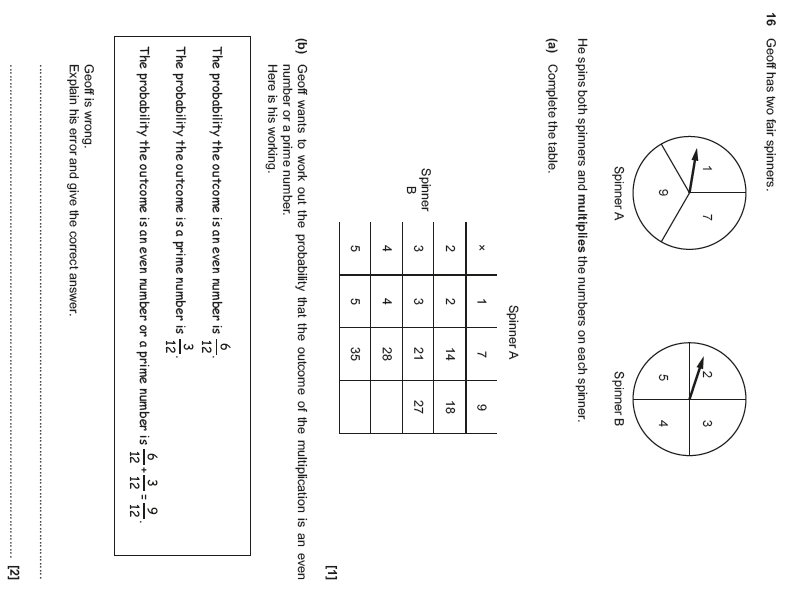 16 Geoff has two fair spinners.
1 7 9
2 3 4 5
Spinner A Spinner B
He spins both spinners and multiplies the numbers on each spinner.
(a) Complete the table.
Spinner A
× 1 7 9
2 2 14 18
3 3 21 27
4 4 28
5 5 35
Spinner
B
[1]
(b) Geoff wants to work out the probability that the outcome of the multiplication is an even
number or a prime number.
Here is his working.
The probability the outcome is an even number is 6/12.
The probability the outcome is a prime number is 3/12.
The probability the outcome is an even number or a prime number is 6/12 + 3/12 = 9/12.
Geoff is wrong.
Explain his error and give the correct answer.
[2]